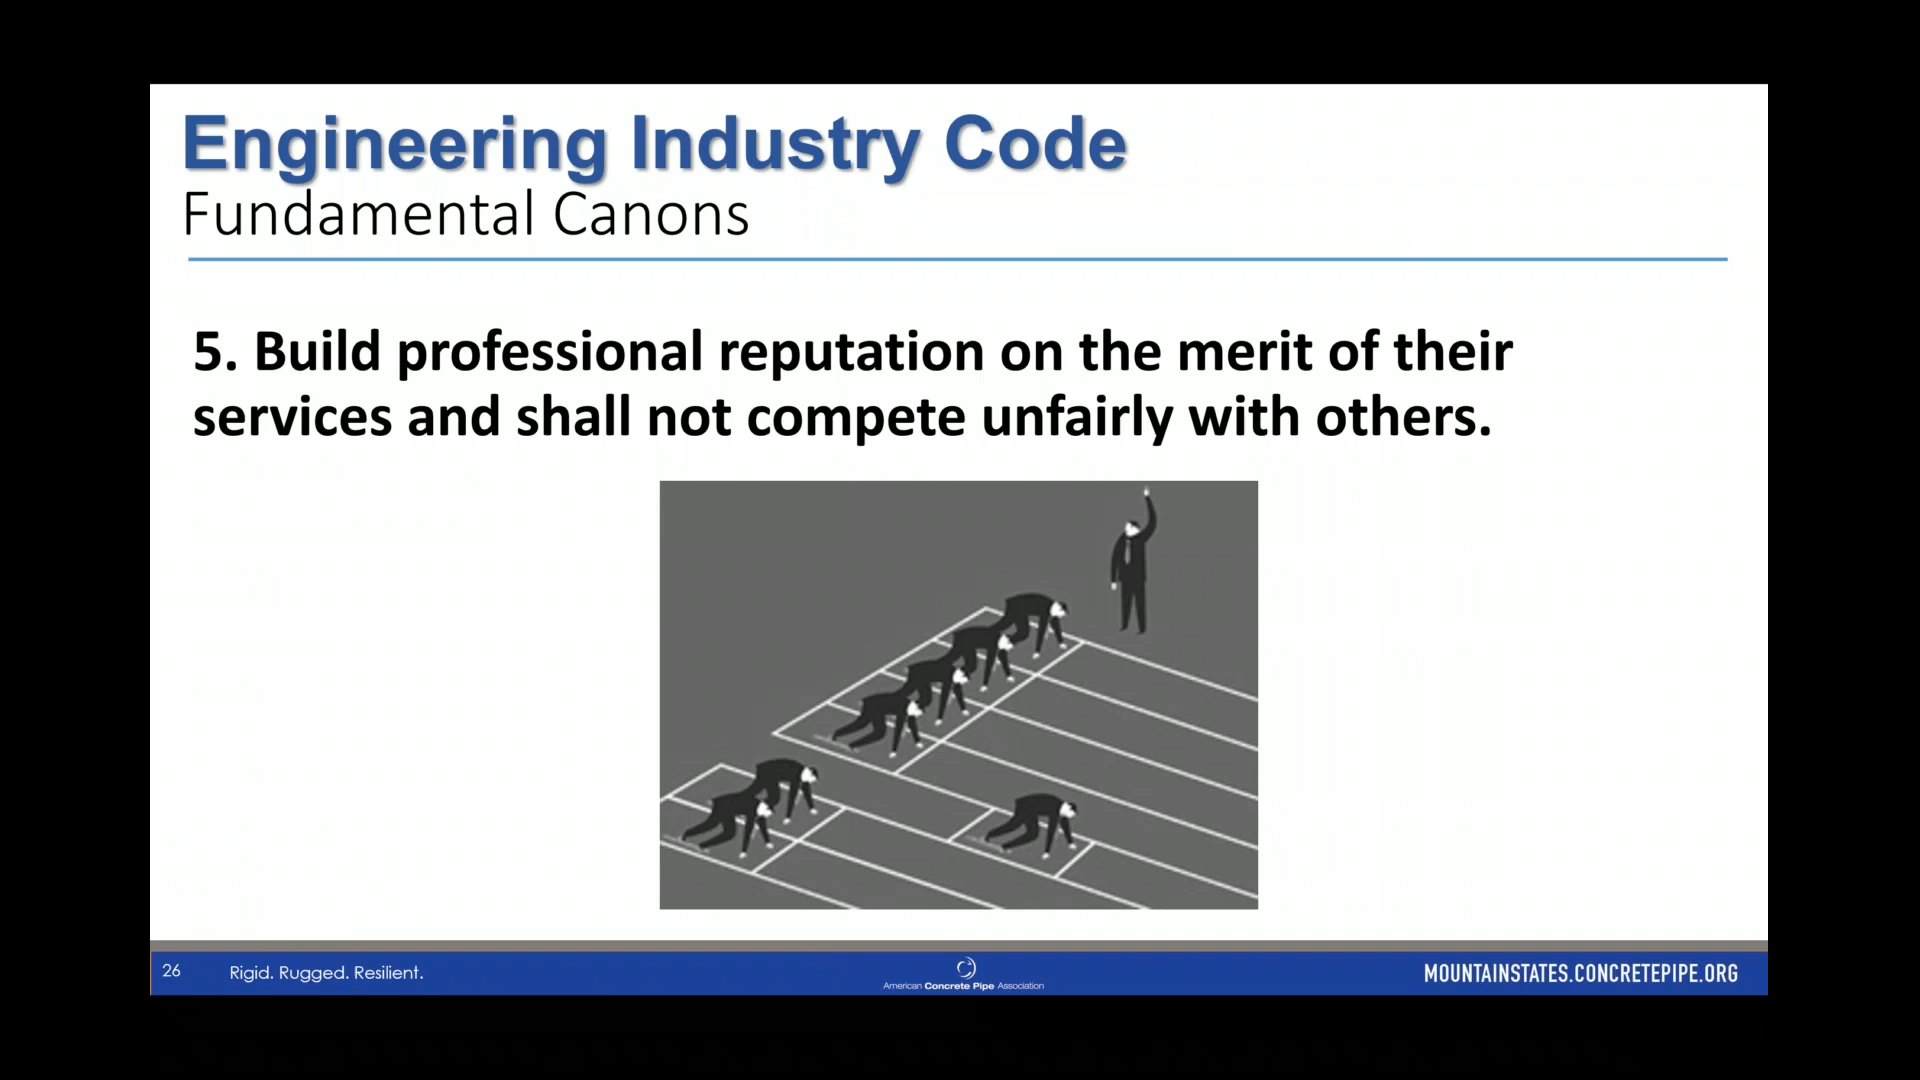 Engineering Industry Code
Fundamental Canons
5. Build professional reputation on the merit of their
services and shall not compete unfairly with others.
26
Rigid. Rugged. Resilient.
American Concrete Pipe Association
MOUNTAINSTATES.CONCRETEPIPE.ORG